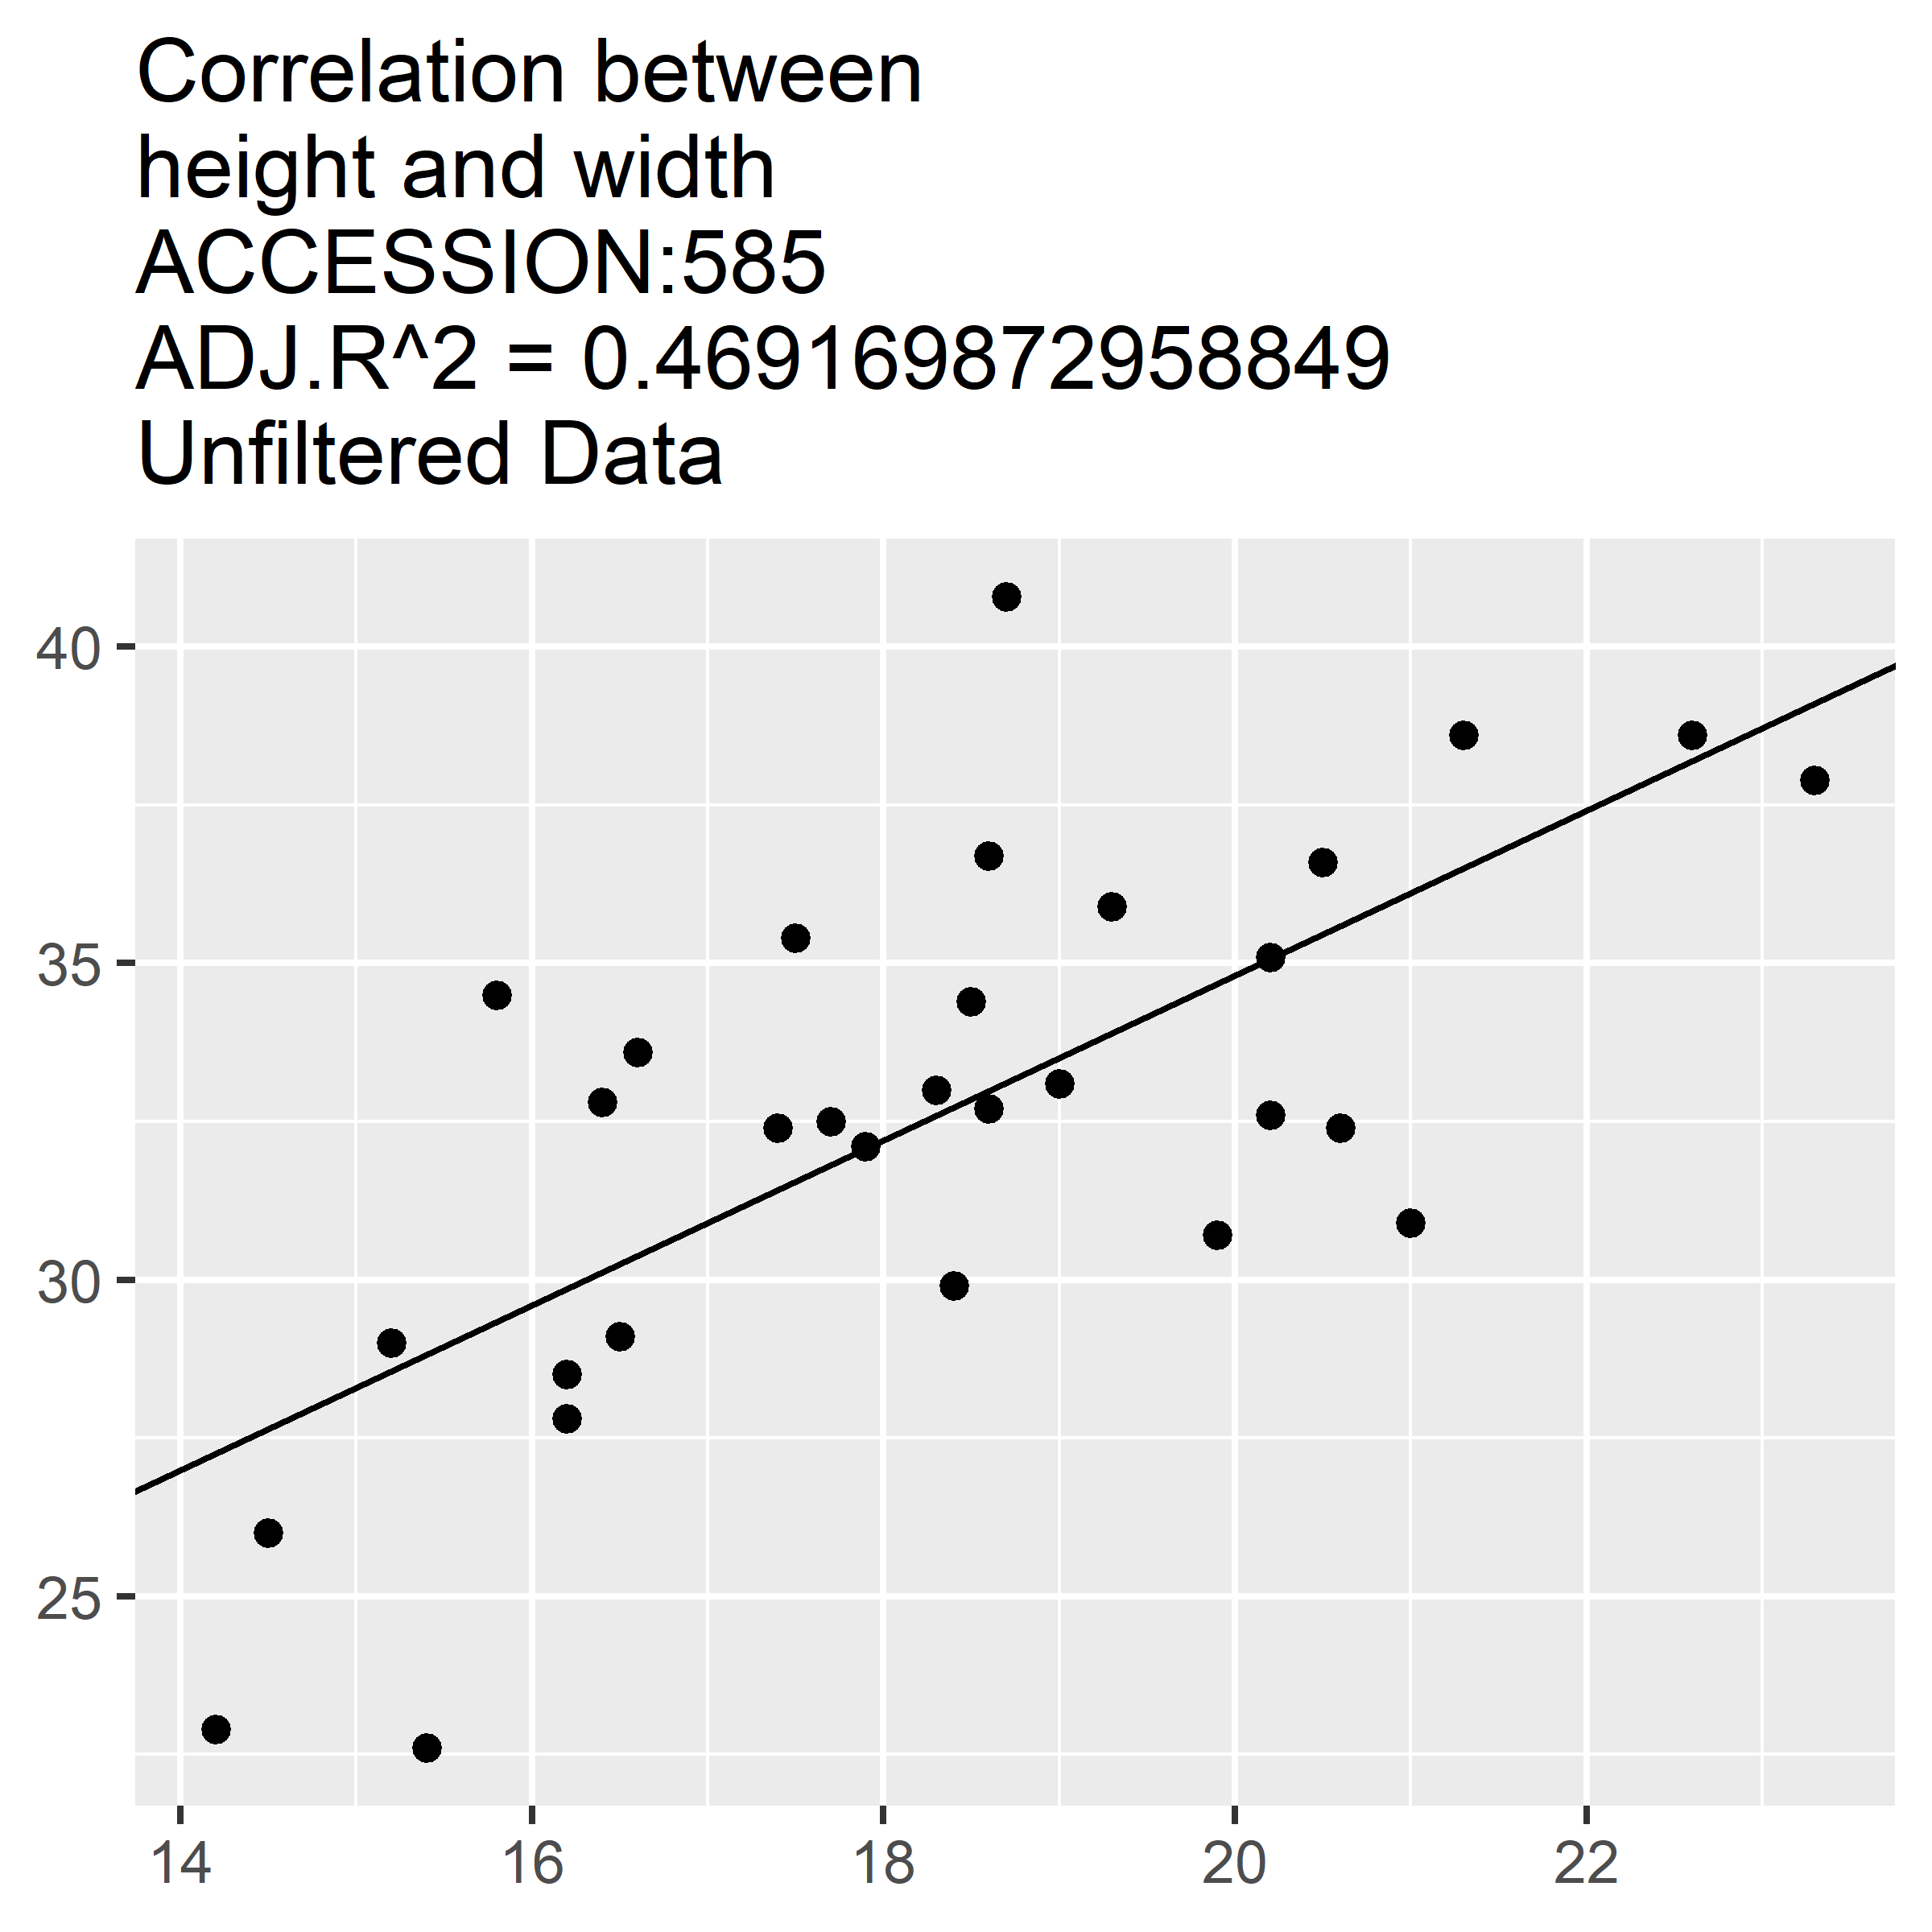 Correlation between
height and width
ACCESSION:585
ADJ.R^2 = 0.469169872958849
Unfiltered Data
40
35
30
25
14 16 18 20 22